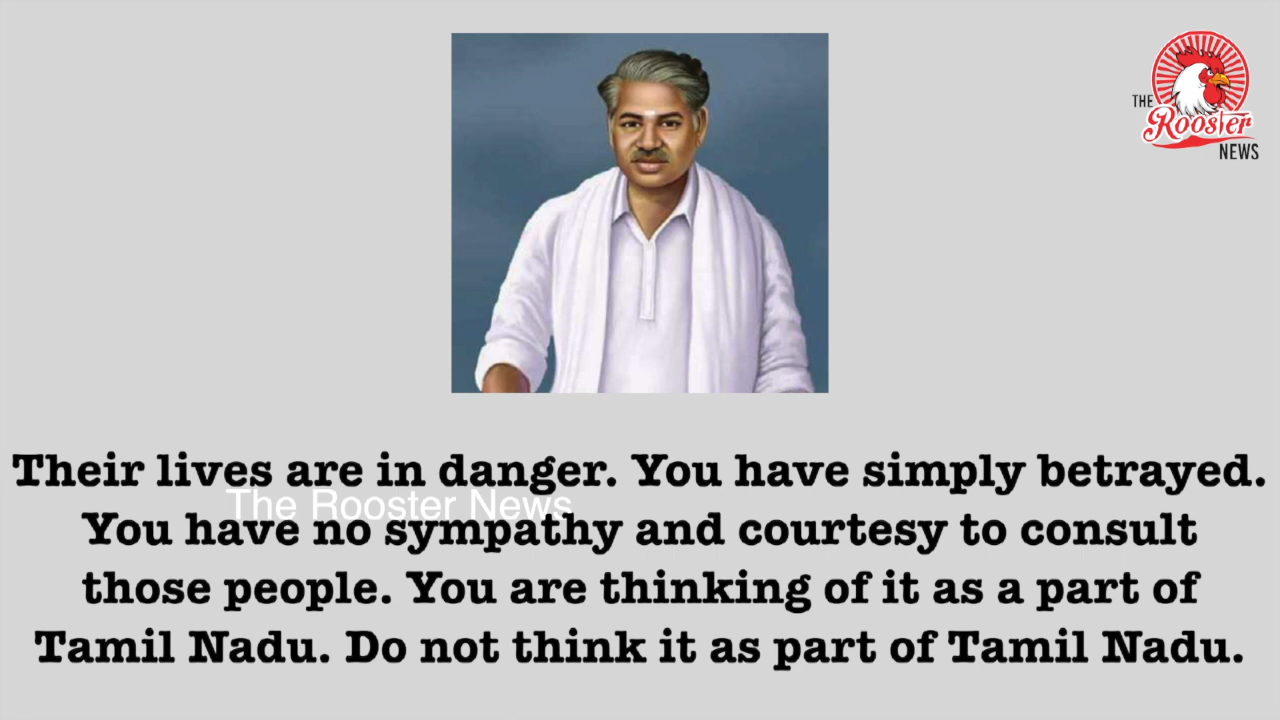 THE
Rooster
NEWS
Their lives are in danger. You have simply betrayed.
The Rooster News
You have no sympathy and courtesy to consult
those people. You are thinking of it as a part of
Tamil Nadu. Do not think it as part of Tamil Nadu.